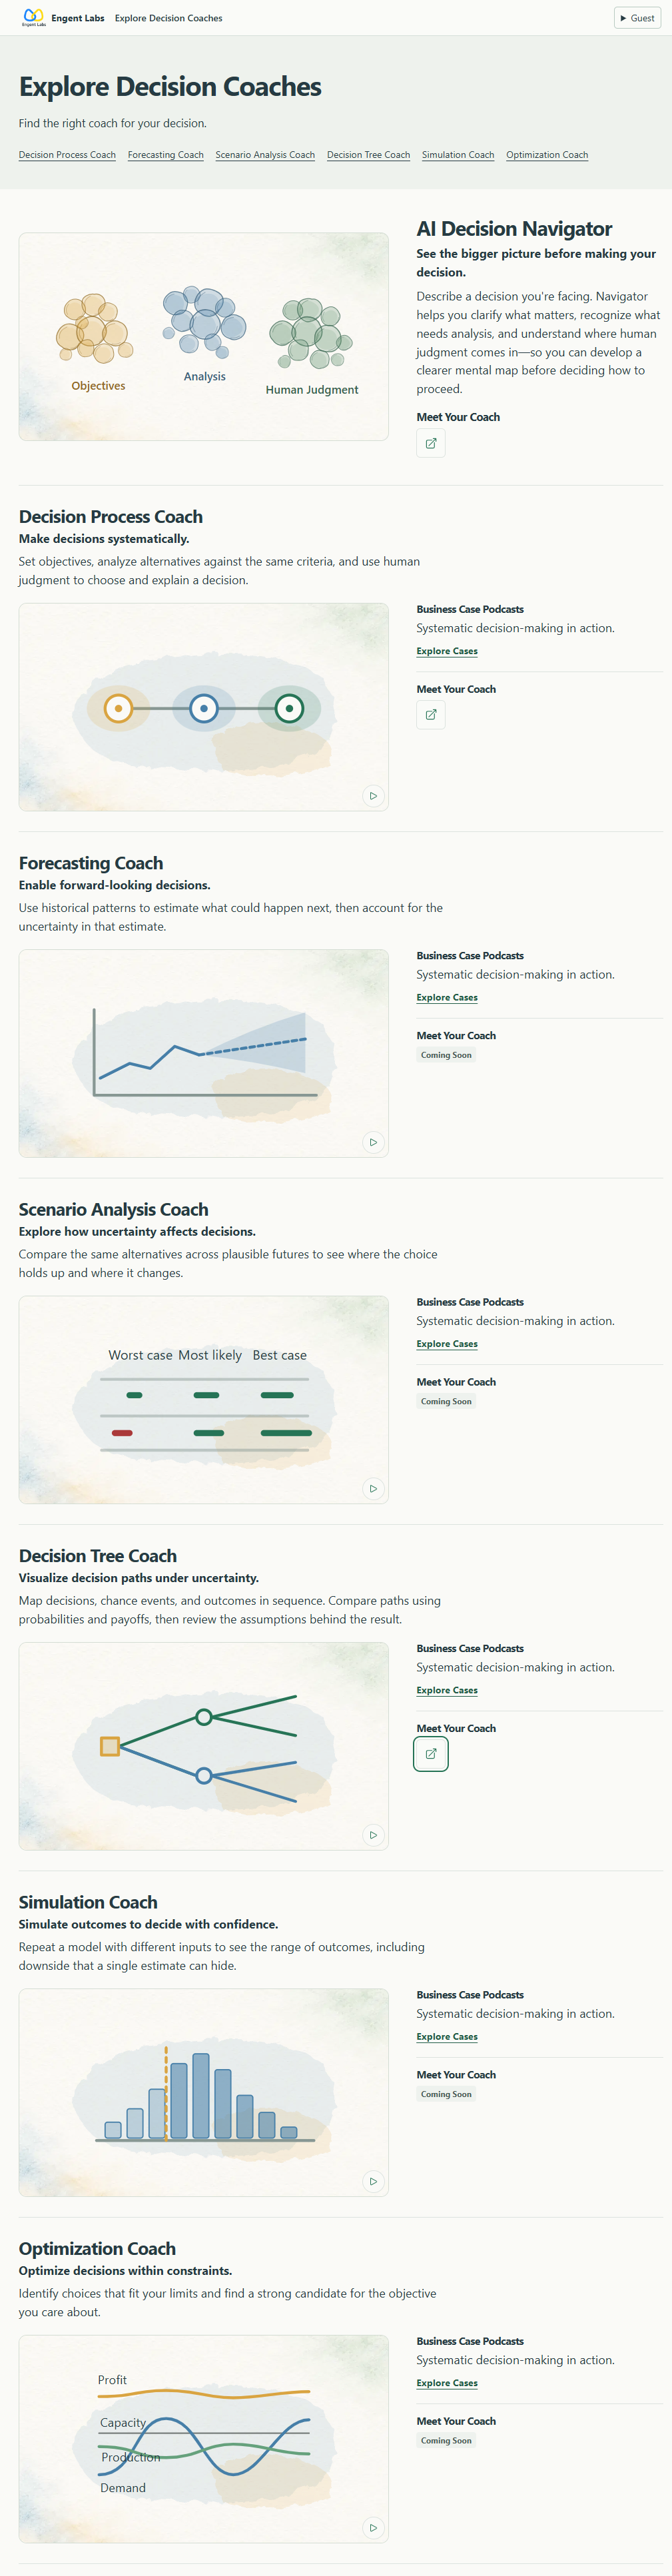 Engent Labs
Engent Labs Explore Decision Coaches
Guest
Explore Decision Coaches
Find the right coach for your decision.
Decision Process Coach Forecasting Coach Scenario Analysis Coach Decision Tree Coach Simulation Coach Optimization Coach
Objectives
Analysis
Human Judgment
AI Decision Navigator
See the bigger picture before making your
decision.
Describe a decision you're facing. Navigator
helps you clarify what matters, recognize what
needs analysis, and understand where human
judgment comes in—so you can develop a
clearer mental map before deciding how to
proceed.
Meet Your Coach
Decision Process Coach
Make decisions systematically.
Set objectives, analyze alternatives against the same criteria, and use human
judgment to choose and explain a decision.
Business Case Podcasts
Systematic decision-making in action.
Explore Cases
Meet Your Coach
Forecasting Coach
Enable forward-looking decisions.
Use historical patterns to estimate what could happen next, then account for the
uncertainty in that estimate.
Business Case Podcasts
Systematic decision-making in action.
Explore Cases
Meet Your Coach
Coming Soon
Scenario Analysis Coach
Explore how uncertainty affects decisions.
Compare the same alternatives across plausible futures to see where the choice
holds up and where it changes.
Worst case Most likely Best case
Business Case Podcasts
Systematic decision-making in action.
Explore Cases
Meet Your Coach
Coming Soon
Decision Tree Coach
Visualize decision paths under uncertainty.
Map decisions, chance events, and outcomes in sequence. Compare paths using
probabilities and payoffs, then review the assumptions behind the result.
Business Case Podcasts
Systematic decision-making in action.
Explore Cases
Meet Your Coach
Simulation Coach
Simulate outcomes to decide with confidence.
Repeat a model with different inputs to see the range of outcomes, including
downside that a single estimate can hide.
Business Case Podcasts
Systematic decision-making in action.
Explore Cases
Meet Your Coach
Coming Soon
Optimization Coach
Optimize decisions within constraints.
Identify choices that fit your limits and find a strong candidate for the objective
you care about.
Profit
Capacity
Production
Demand
Business Case Podcasts
Systematic decision-making in action.
Explore Cases
Meet Your Coach
Coming Soon